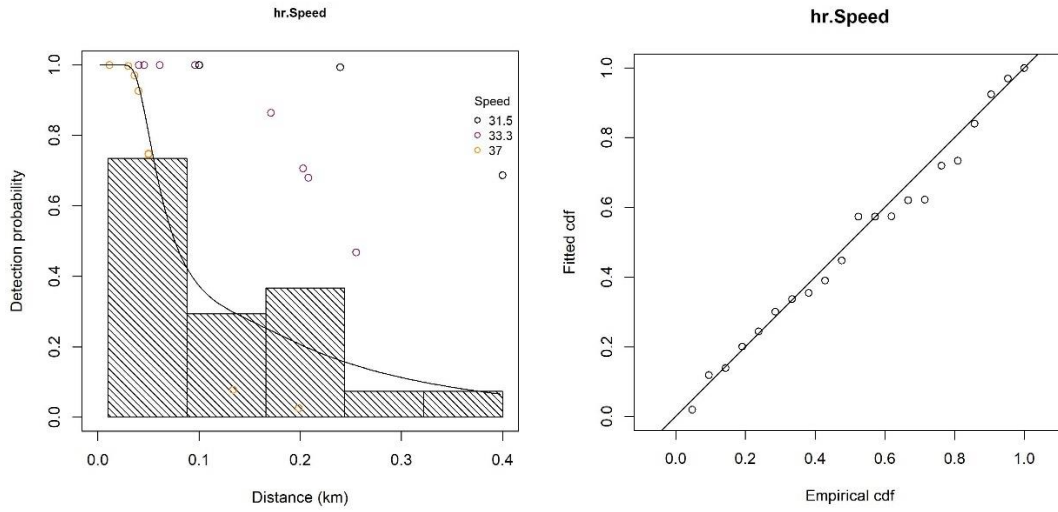 hr.Speed
Detection probability
1.0
0.8
0.6
0.4
0.2
0.0
Speed
31.5
33.3
37
0.0 0.1 0.2 0.3 0.4
Distance (km)
hr.Speed
Fitted cdf
1.0
0.8
0.6
0.4
0.2
0.0
0.0 0.2 0.4 0.6 0.8 1.0
Empirical cdf